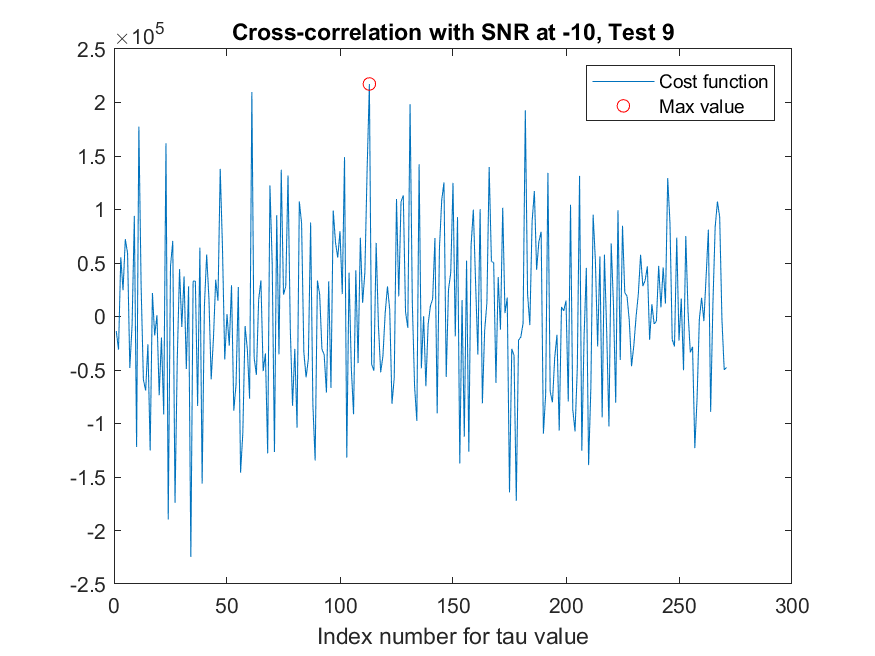 ×10^5
Cross-correlation with SNR at -10, Test 9
2.5
2
1.5
1
0.5
0
-0.5
-1
-1.5
-2
-2.5
Cost function
Max value
0 50 100 150 200 250 300
Index number for tau value